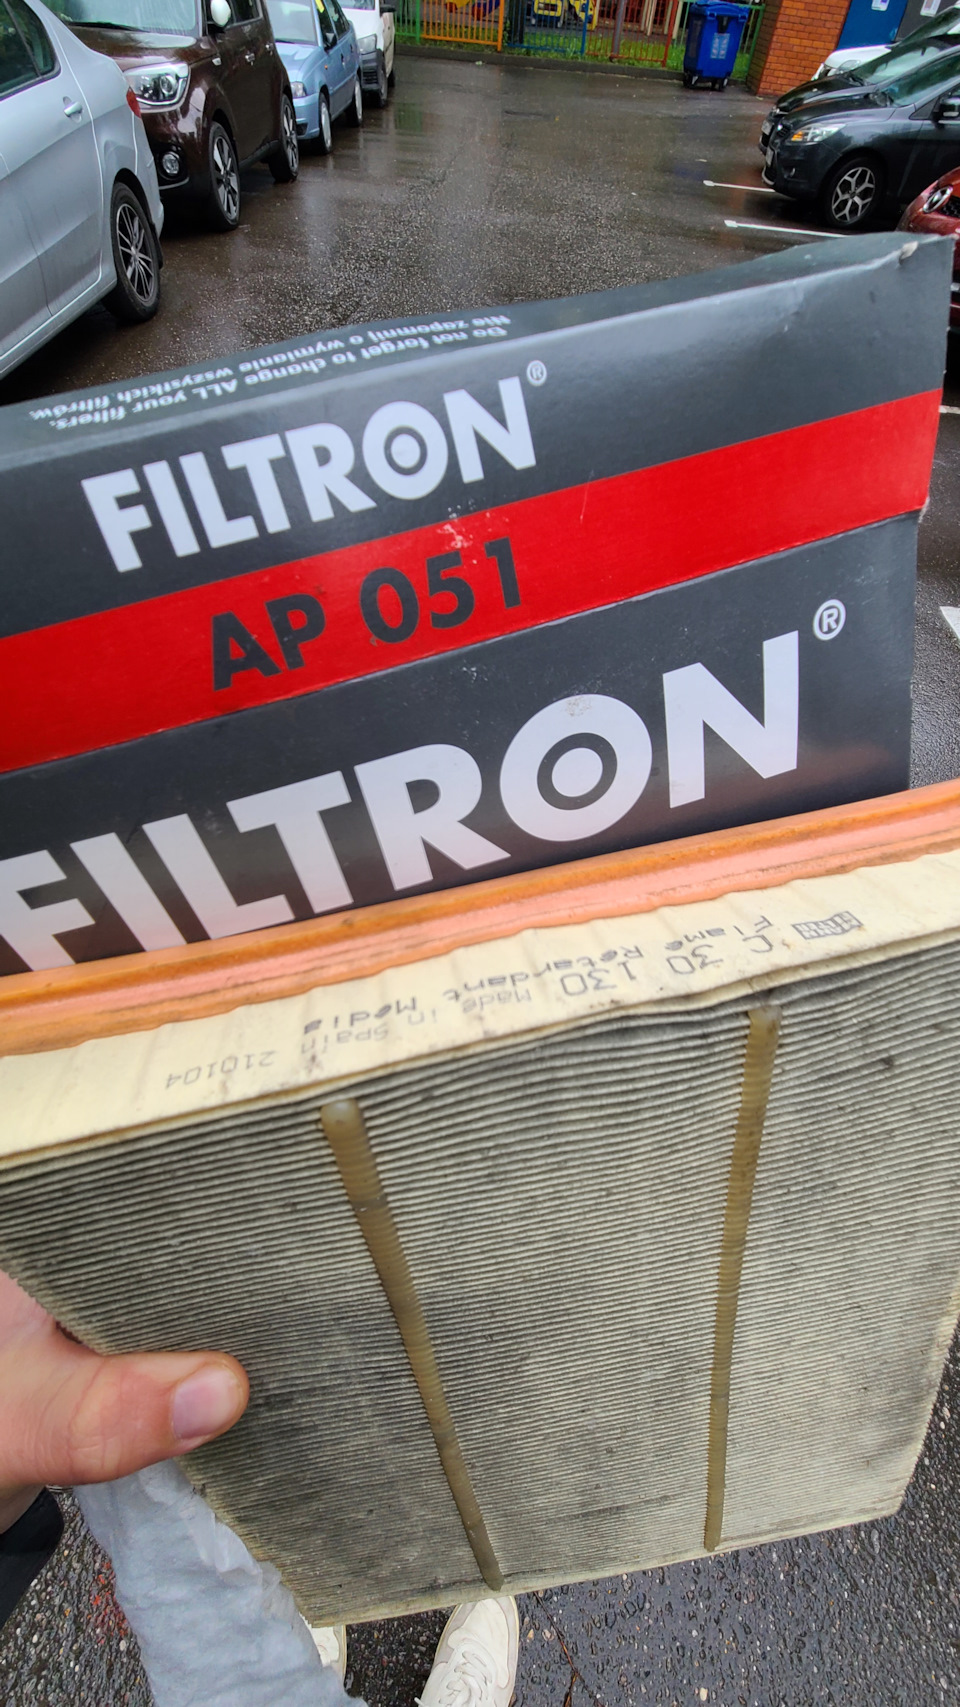 Do not forget to change ALL your filters.
Nie zapomnij o wymianie wszystkich filtrów.
FILTRON®
AP 051
FILTRON®
C 30 130
Flame Retardant Media
Made in Spain 210104